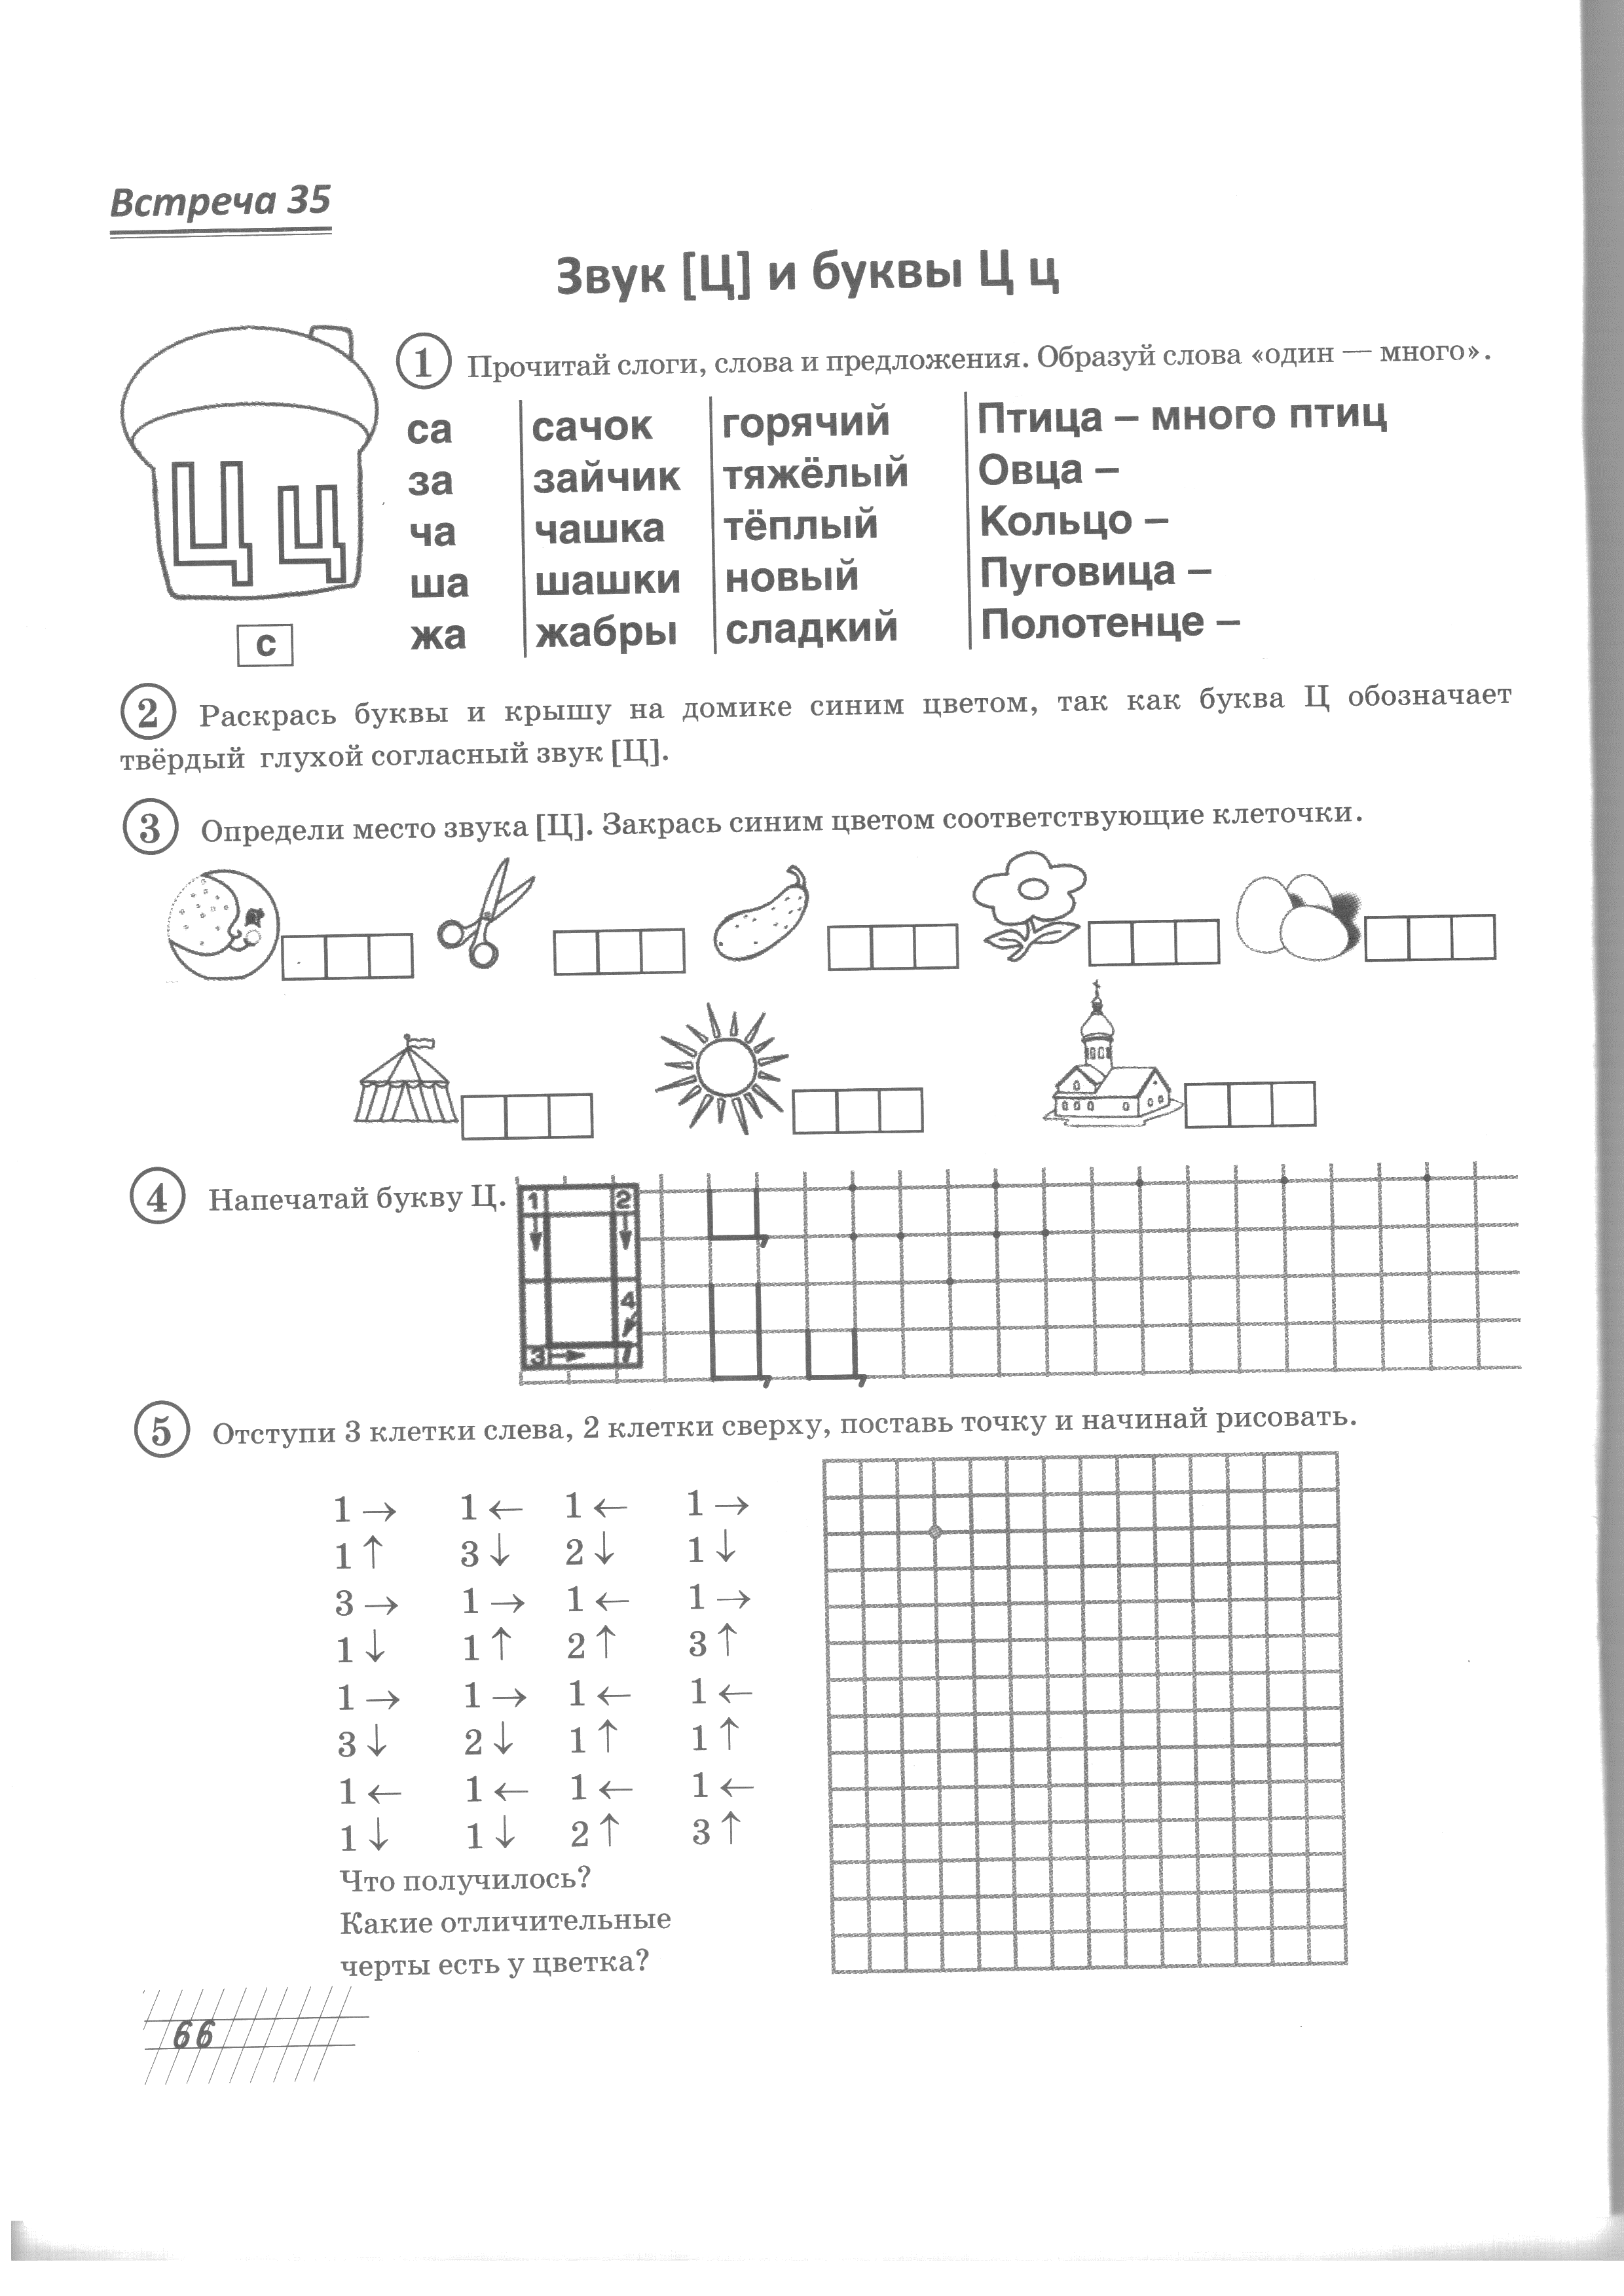 Встреча 35
Звук [Ц] и буквы Ц ц
Ц ц
с
1 Прочитай слоги, слова и предложения. Образуй слова «один — много».
са сачок горячий Птица – много птиц
за зайчик тяжёлый Овца –
ча чашка тёплый Кольцо –
ша шашки новый Пуговица –
жа жабры сладкий Полотенце –
2 Раскрась буквы и крышу на домике синим цветом, так как буква Ц обозначает
твёрдый глухой согласный звук [Ц].
3 Определи место звука [Ц]. Закрась синим цветом соответствующие клеточки.
4 Напечатай букву Ц.
1 2
4
3
5 Отступи 3 клетки слева, 2 клетки сверху, поставь точку и начинай рисовать.
1 → 1 ← 1 ← 1 →
1 ↑ 3 ↓ 2 ↓ 1 ↓
3 → 1 → 1 ← 1 →
1 ↓ 1 ↑ 2 ↑ 3 ↑
1 → 1 → 1 ← 1 ←
3 ↓ 2 ↓ 1 ↑ 1 ↑
1 ← 1 ← 1 ← 1 ←
1 ↓ 1 ↓ 2 ↑ 3 ↑
Что получилось?
Какие отличительные
черты есть у цветка?
66